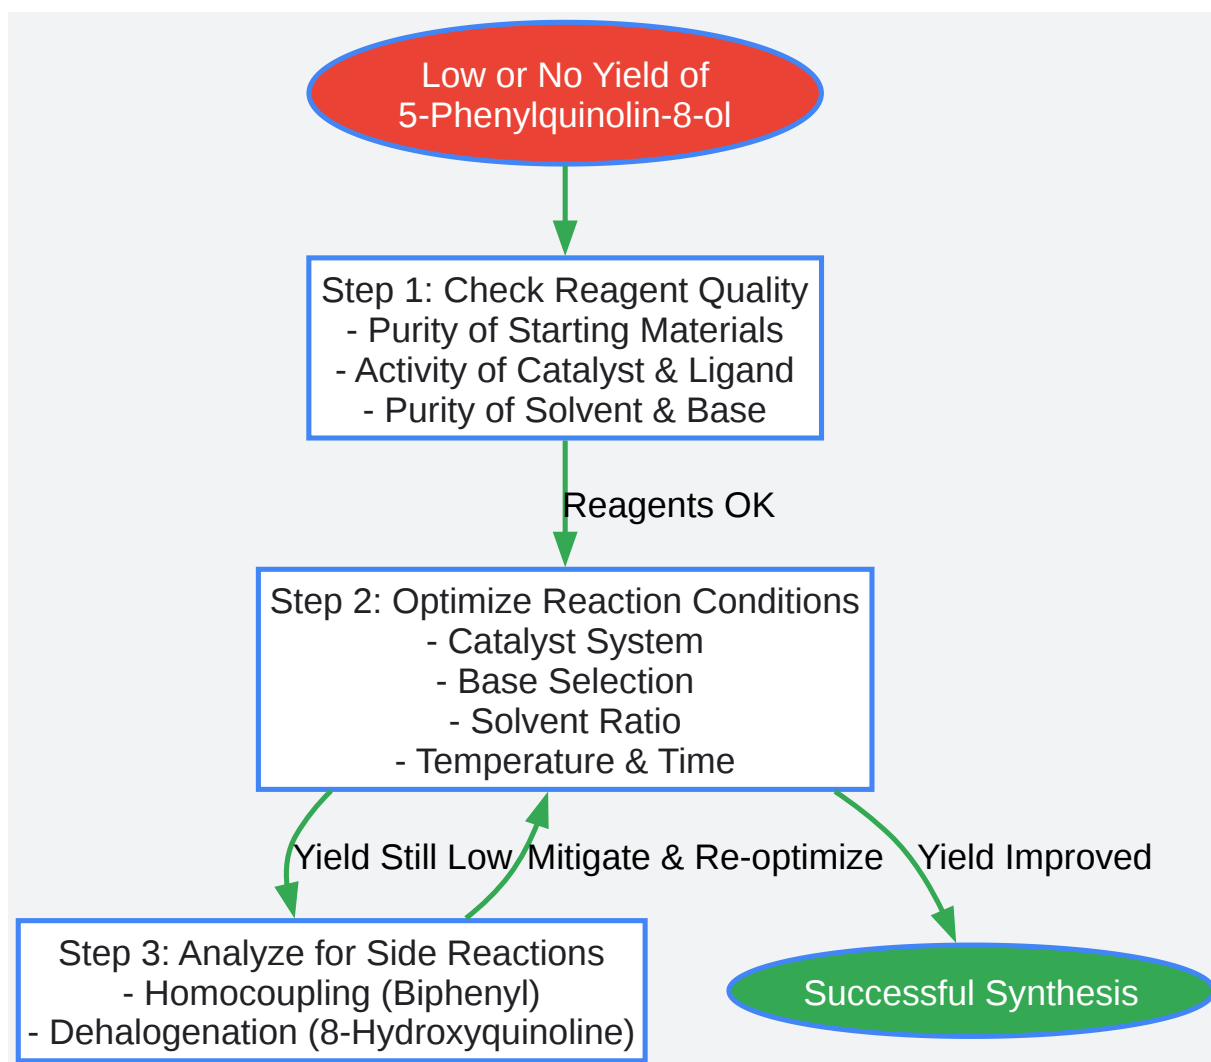 Low or No Yield of
5-Phenylquinolin-8-ol
Step 1: Check Reagent Quality
- Purity of Starting Materials
- Activity of Catalyst & Ligand
- Purity of Solvent & Base
Reagents OK
Step 2: Optimize Reaction Conditions
- Catalyst System
- Base Selection
- Solvent Ratio
- Temperature & Time
Yield Still Low
Mitigate & Re-optimize
Yield Improved
Step 3: Analyze for Side Reactions
- Homocoupling (Biphenyl)
- Dehalogenation (8-Hydroxyquinoline)
Successful Synthesis